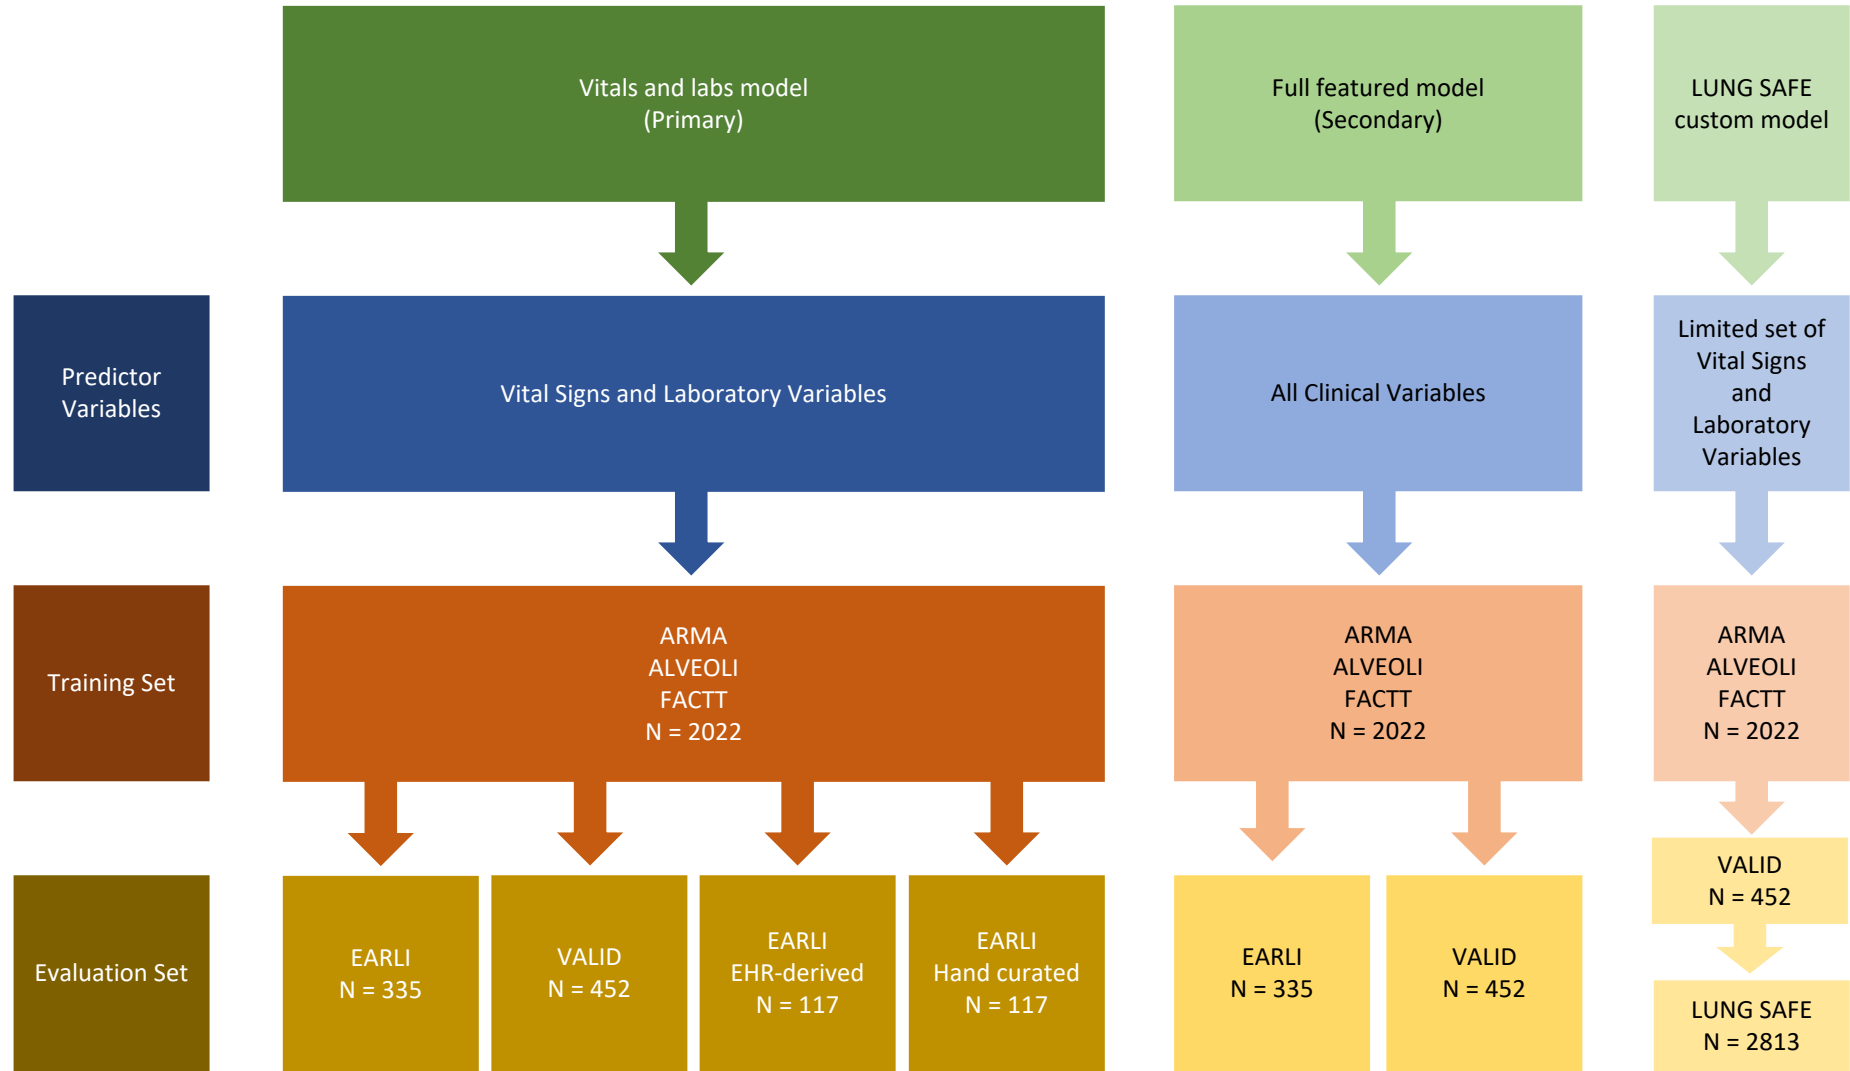 Vitals and labs model
(Primary)
Full featured model
(Secondary)
LUNG SAFE
custom model
Predictor
Variables
Vital Signs and Laboratory Variables
All Clinical Variables
Limited set of
Vital Signs
and
Laboratory
Variables
Training Set
ARMA
ALVEOLI
FACTT
N = 2022
ARMA
ALVEOLI
FACTT
N = 2022
ARMA
ALVEOLI
FACTT
N = 2022
Evaluation Set
EARLI
N = 335
VALID
N = 452
EARLI
EHR-derived
N = 117
EARLI
Hand curated
N = 117
EARLI
N = 335
VALID
N = 452
VALID
N = 452
LUNG SAFE
N = 2813